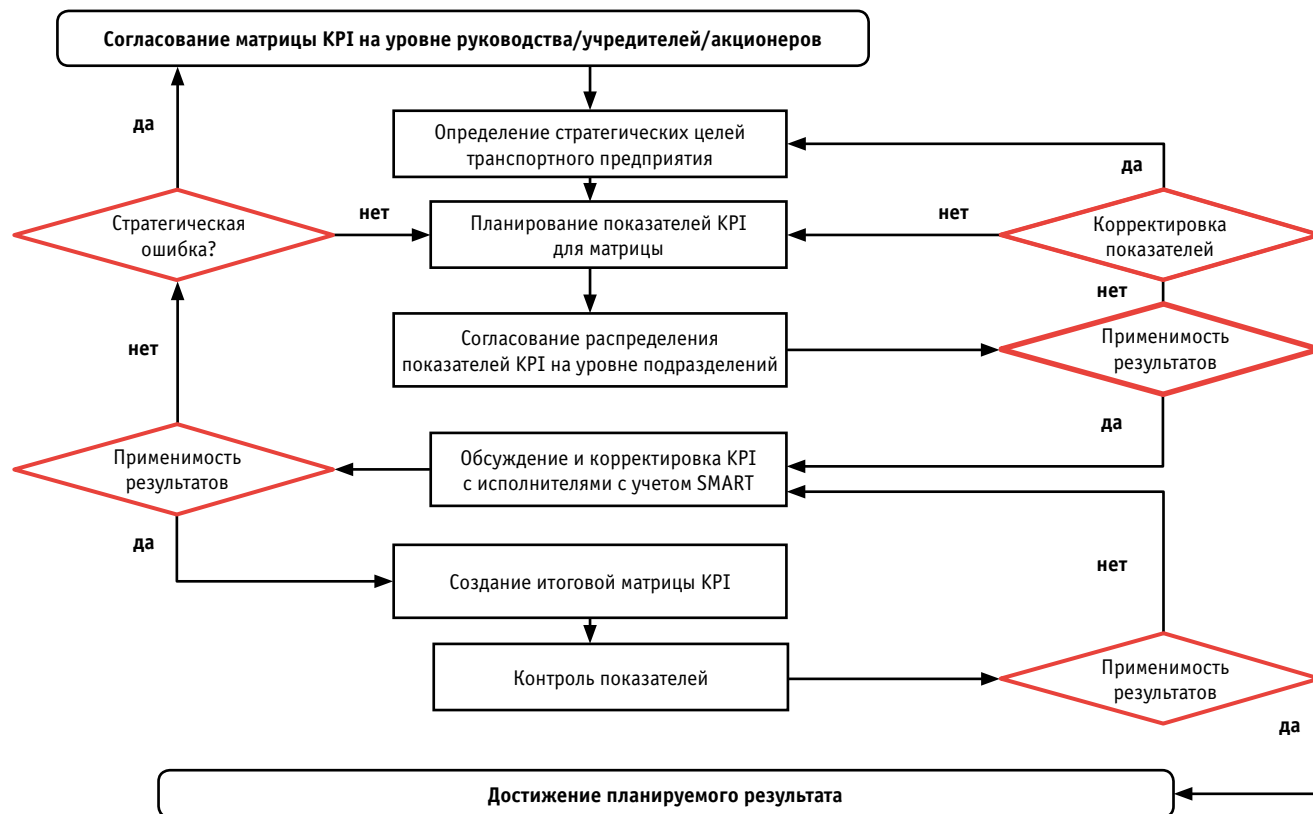 Согласование матрицы KPI на уровне руководства/учредителей/акционеров
да
Определение стратегических целей
транспортного предприятия
да
Стратегическая
ошибка?
нет
Планирование показателей KPI
для матрицы
нет
Корректировка
показателей
нет
нет
Согласование распределения
показателей KPI на уровне подразделений
Применимость
результатов
да
Применимость
результатов
Обсуждение и корректировка KPI
с исполнителями с учетом SMART
да
Создание итоговой матрицы KPI
нет
Контроль показателей
Применимость
результатов
да
Достижение планируемого результата